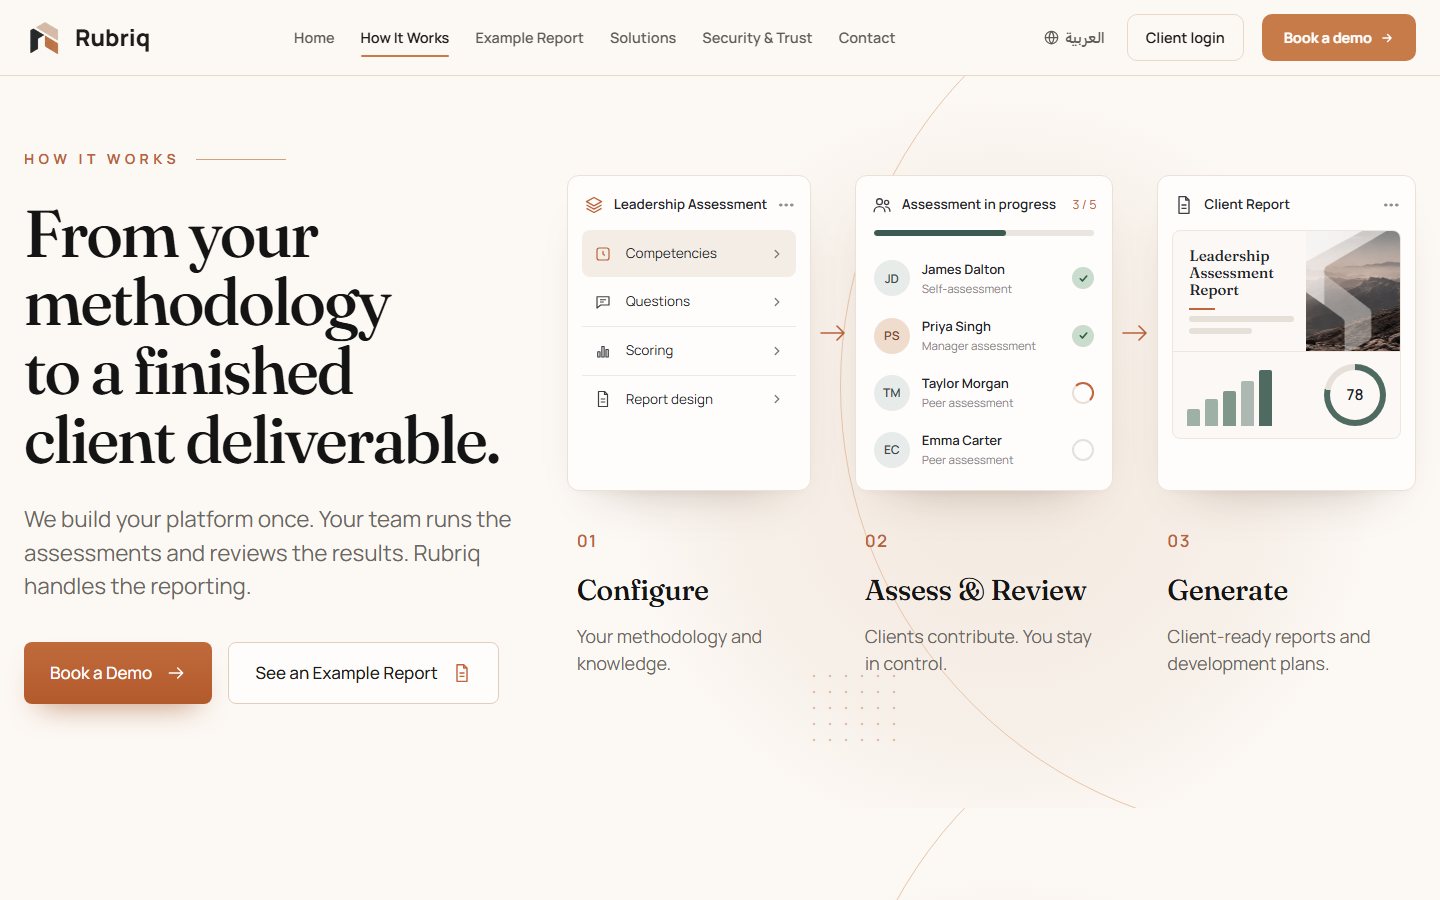 Rubriq
Home
How It Works
Example Report
Solutions
Security & Trust
Contact
العربية
Client login
Book a demo
HOW IT WORKS
From your
methodology
to a finished
client deliverable.
We build your platform once. Your team runs the
assessments and reviews the results. Rubriq
handles the reporting.
Book a Demo
See an Example Report
Leadership Assessment
Competencies
Questions
Scoring
Report design
01
Configure
Your methodology and
knowledge.
Assessment in progress
3 / 5
JD
James Dalton
Self-assessment
PS
Priya Singh
Manager assessment
TM
Taylor Morgan
Peer assessment
EC
Emma Carter
Peer assessment
02
Assess & Review
Clients contribute. You stay
in control.
Client Report
Leadership
Assessment
Report
78
03
Generate
Client-ready reports and
development plans.